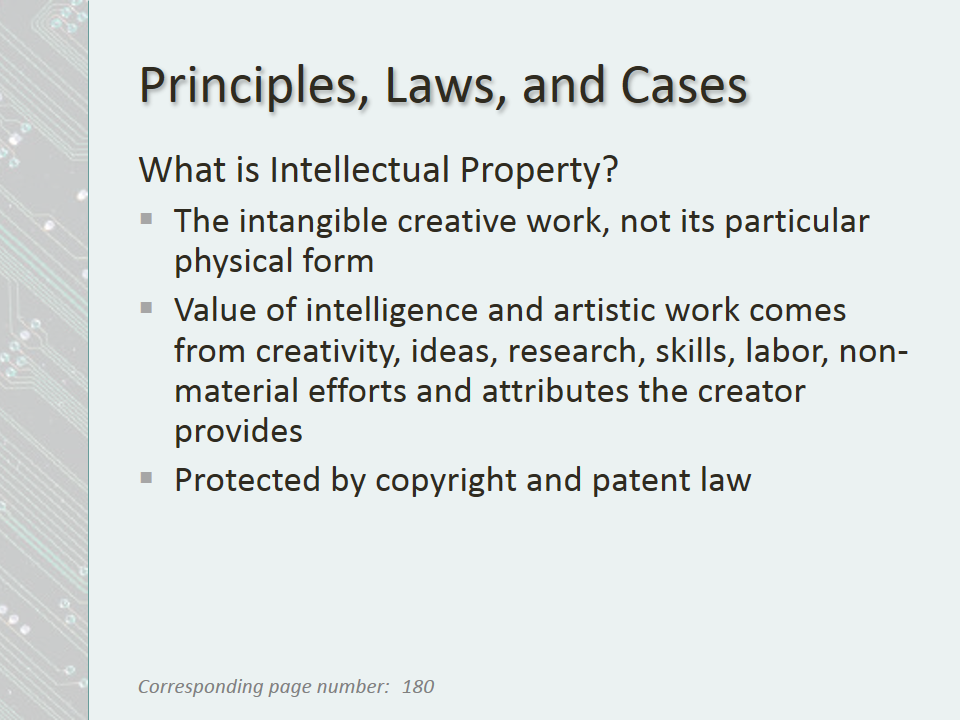 Principles, Laws, and Cases
What is Intellectual Property?
▪ The intangible creative work, not its particular
physical form
▪ Value of intelligence and artistic work comes
from creativity, ideas, research, skills, labor, non-
material efforts and attributes the creator
provides
▪ Protected by copyright and patent law
Corresponding page number: 180